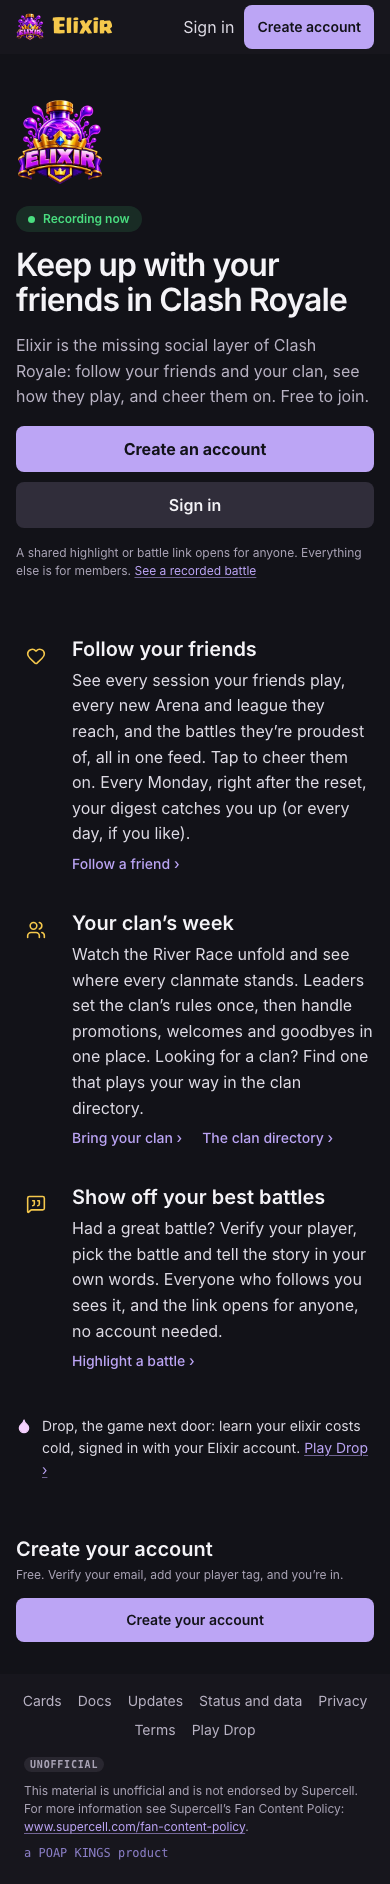 Elixir
Sign in
Create account
ELIXIR
Recording now
Keep up with your
friends in Clash Royale
Elixir is the missing social layer of Clash
Royale: follow your friends and your clan, see
how they play, and cheer them on. Free to join.
Create an account
Sign in
A shared highlight or battle link opens for anyone. Everything
else is for members. See a recorded battle
Follow your friends
See every session your friends play,
every new Arena and league they
reach, and the battles they’re proudest
of, all in one feed. Tap to cheer them
on. Every Monday, right after the reset,
your digest catches you up (or every
day, if you like).
Follow a friend ›
Your clan’s week
Watch the River Race unfold and see
where every clanmate stands. Leaders
set the clan’s rules once, then handle
promotions, welcomes and goodbyes in
one place. Looking for a clan? Find one
that plays your way in the clan
directory.
Bring your clan › The clan directory ›
Show off your best battles
Had a great battle? Verify your player,
pick the battle and tell the story in your
own words. Everyone who follows you
sees it, and the link opens for anyone,
no account needed.
Highlight a battle ›
Drop, the game next door: learn your elixir costs
cold, signed in with your Elixir account. Play Drop
›
Create your account
Free. Verify your email, add your player tag, and you’re in.
Create your account
Cards Docs Updates Status and data Privacy
Terms Play Drop
UNOFFICIAL
This material is unofficial and is not endorsed by Supercell.
For more information see Supercell’s Fan Content Policy:
www.supercell.com/fan-content-policy.
a POAP KINGS product